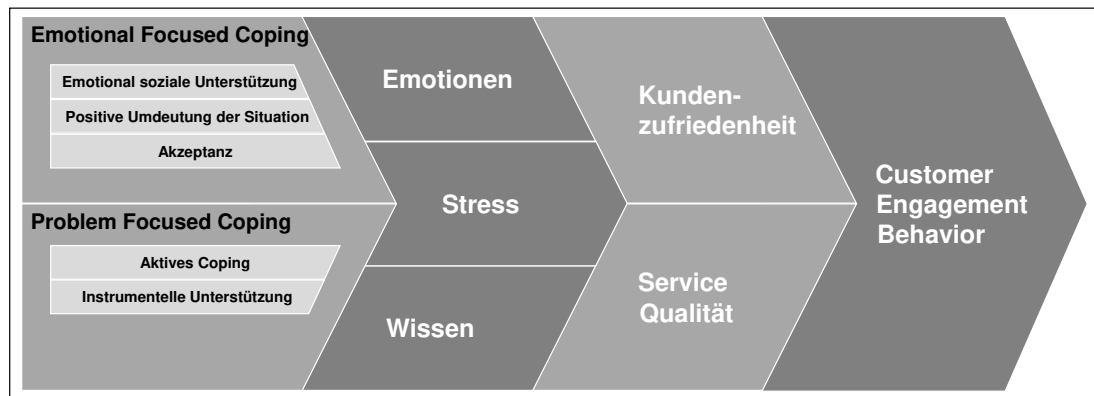 Emotional Focused Coping
Emotional soziale Unterstützung
Positive Umdeutung der Situation
Akzeptanz
Problem Focused Coping
Aktives Coping
Instrumentelle Unterstützung
Emotionen
Stress
Wissen
Kunden-
zufriedenheit
Service
Qualität
Customer
Engagement
Behavior